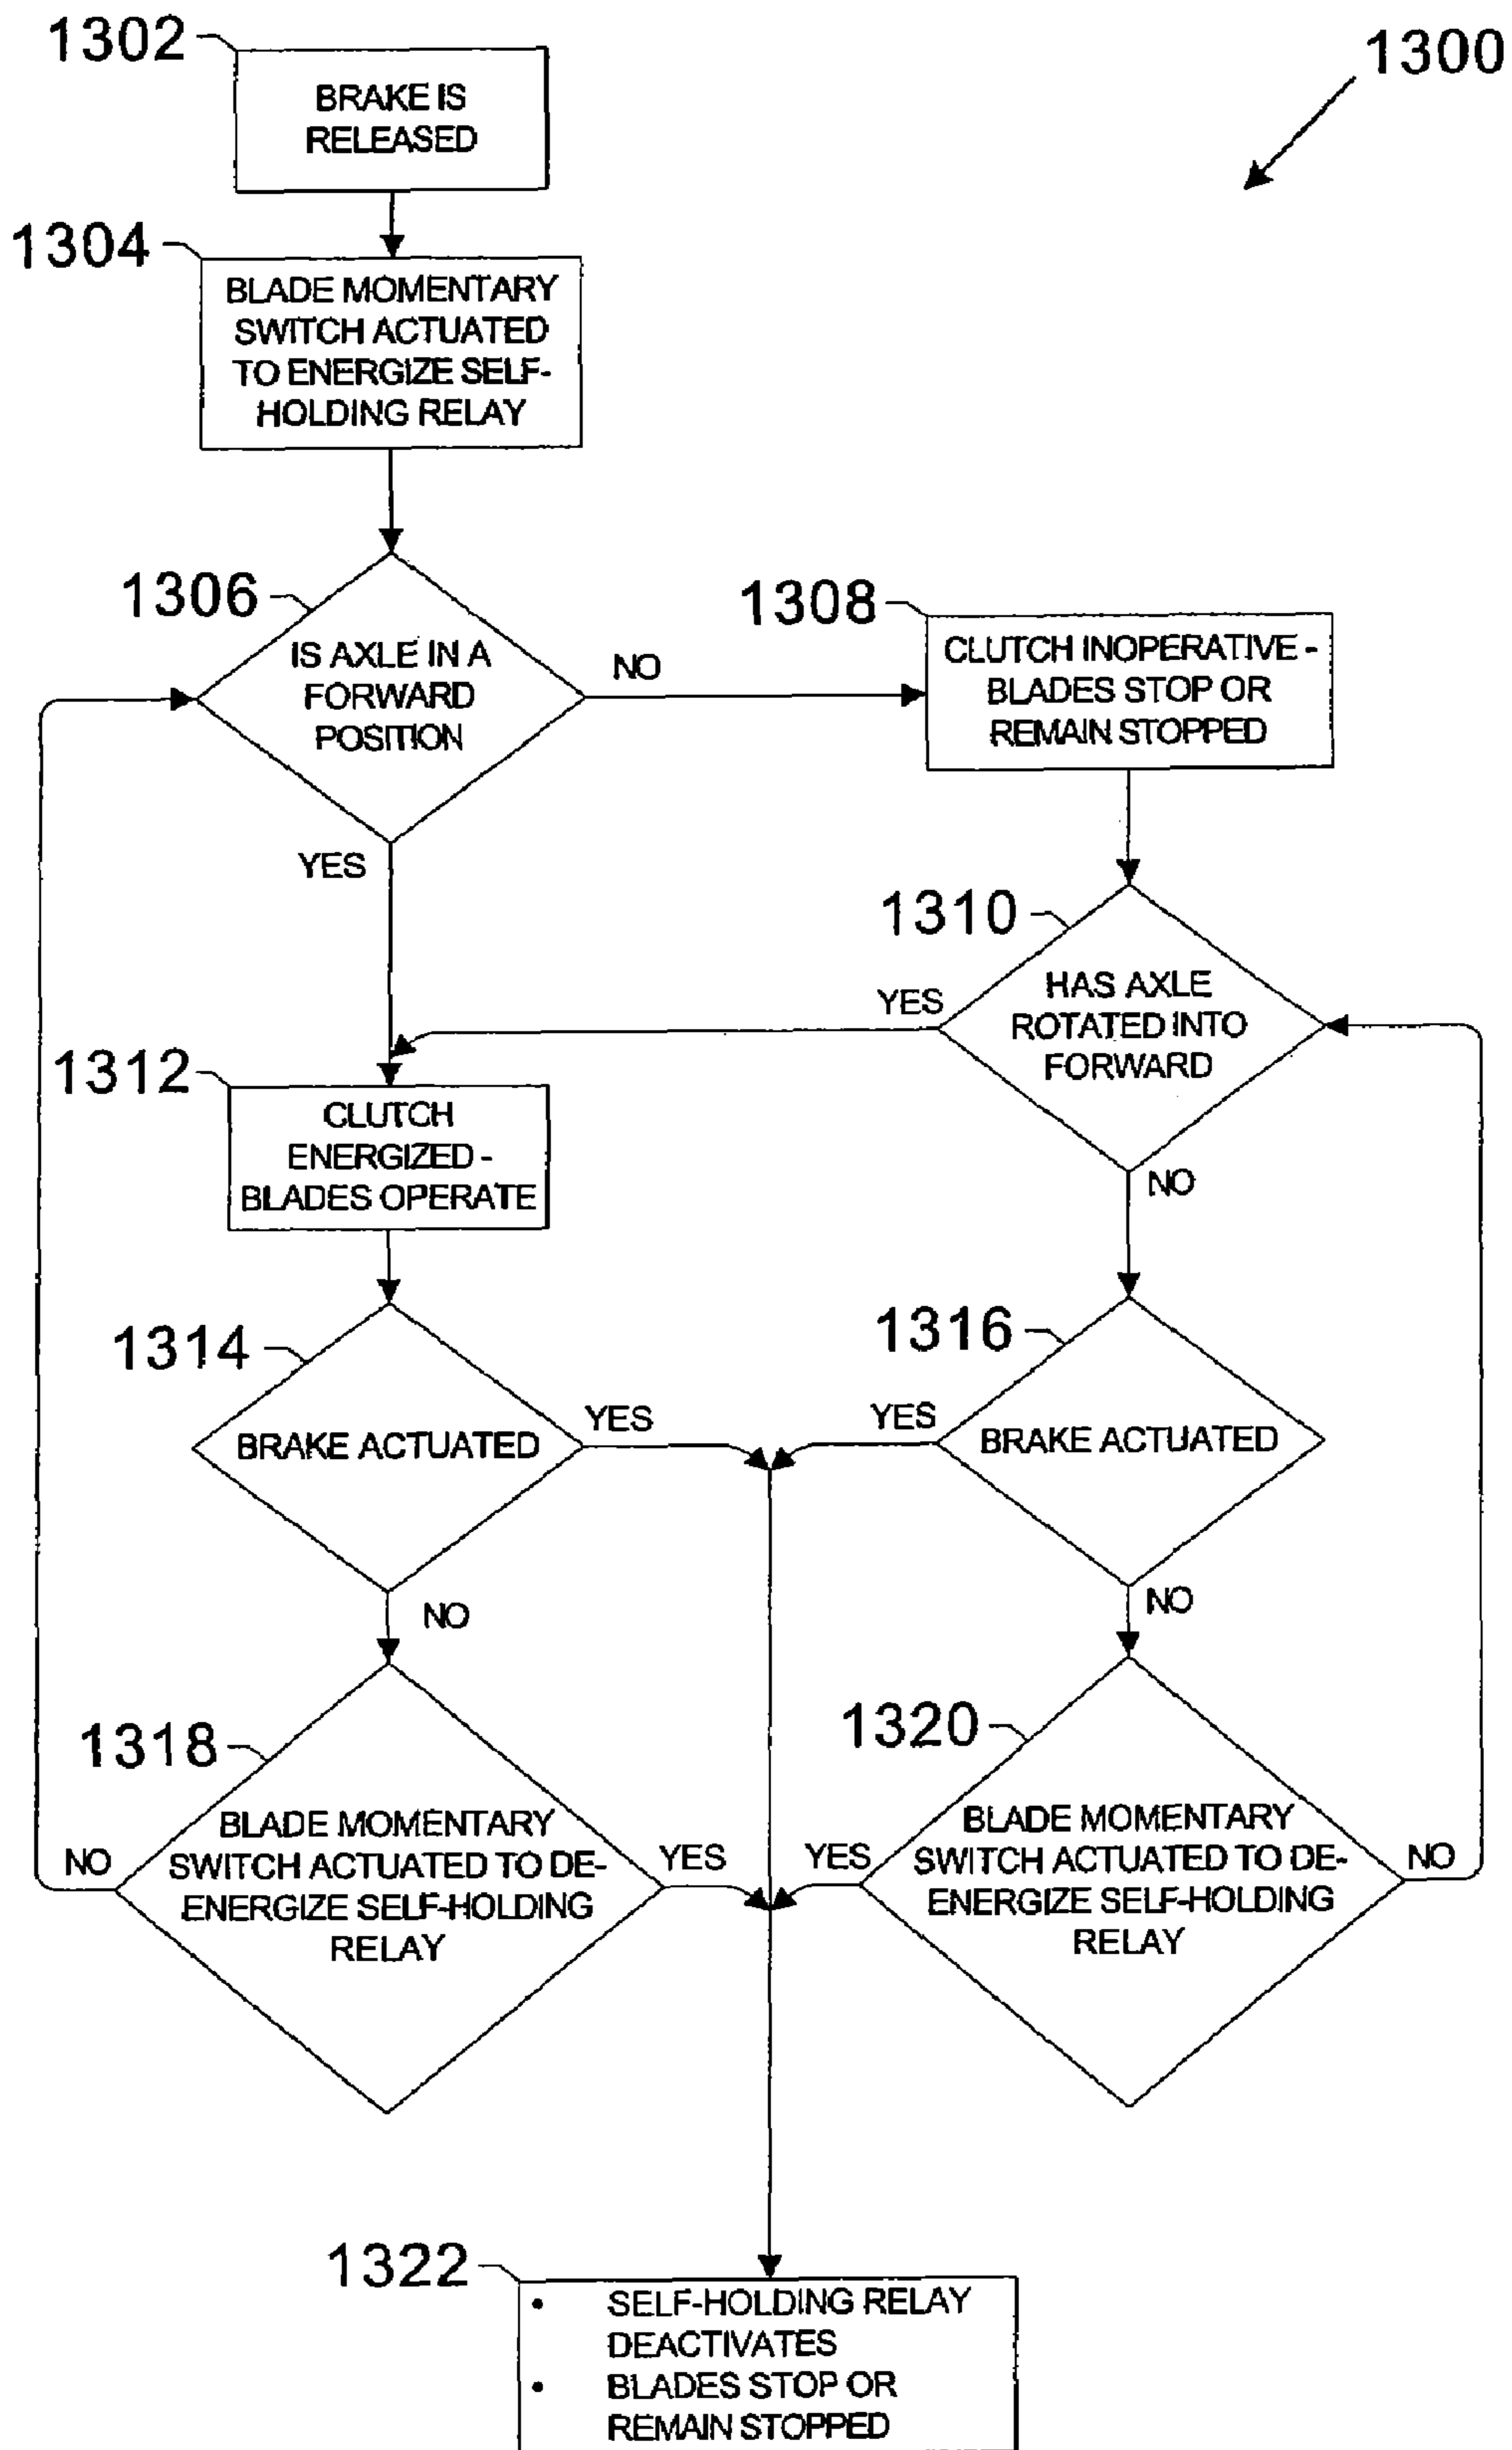 1302
1300
BRAKE IS
RELEASED
1304
BLADE MOMENTARY
SWITCH ACTUATED
TO ENERGIZE SELF-
HOLDING RELAY
1306
IS AXLE IN A
FORWARD
POSITION
NO
YES
1308
CLUTCH INOPERATIVE -
BLADES STOP OR
REMAIN STOPPED
1310
HAS AXLE
ROTATED INTO
FORWARD
YES
NO
1312
CLUTCH
ENERGIZED -
BLADES OPERATE
1314
BRAKE ACTUATED
YES
NO
1316
BRAKE ACTUATED
YES
NO
1318
BLADE MOMENTARY
SWITCH ACTUATED TO DE-
ENERGIZE SELF-HOLDING
RELAY
NO
YES
1320
BLADE MOMENTARY
SWITCH ACTUATED TO DE-
ENERGIZE SELF-HOLDING
RELAY
YES
NO
1322
• SELF-HOLDING RELAY
DEACTIVATES
• BLADES STOP OR
REMAIN STOPPED